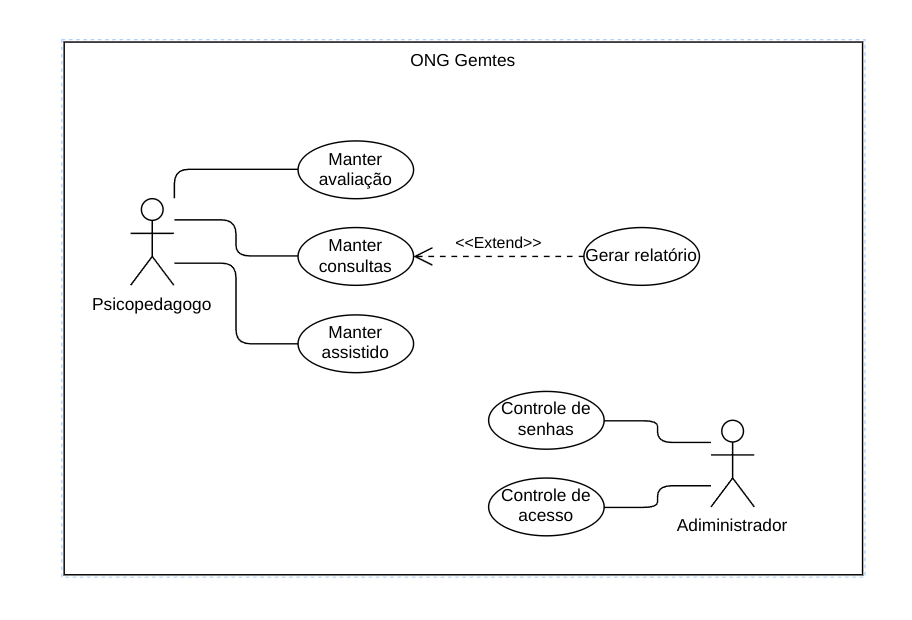 ONG Gemtes
Manter
avaliação
Manter
consultas
<<Extend>>
Gerar relatório
Psicopedagogo
Manter
assistido
Controle de
senhas
Controle de
acesso
Adiministrador